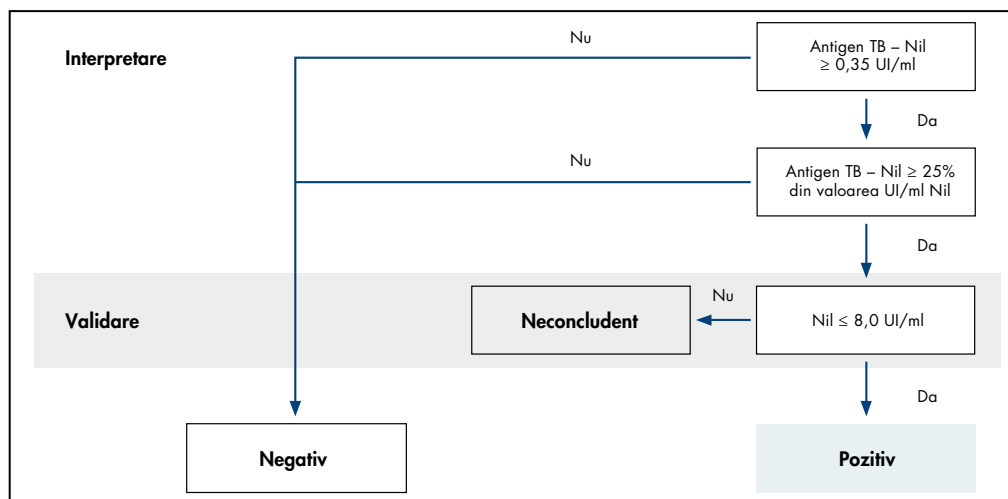 Interpretare
Nu
Antigen TB – Nil
≥ 0,35 UI/ml
Da
Nu
Antigen TB – Nil ≥ 25%
din valoarea UI/ml Nil
Da
Validare
Neconcludent
Nu
Nil ≤ 8,0 UI/ml
Da
Negativ
Pozitiv